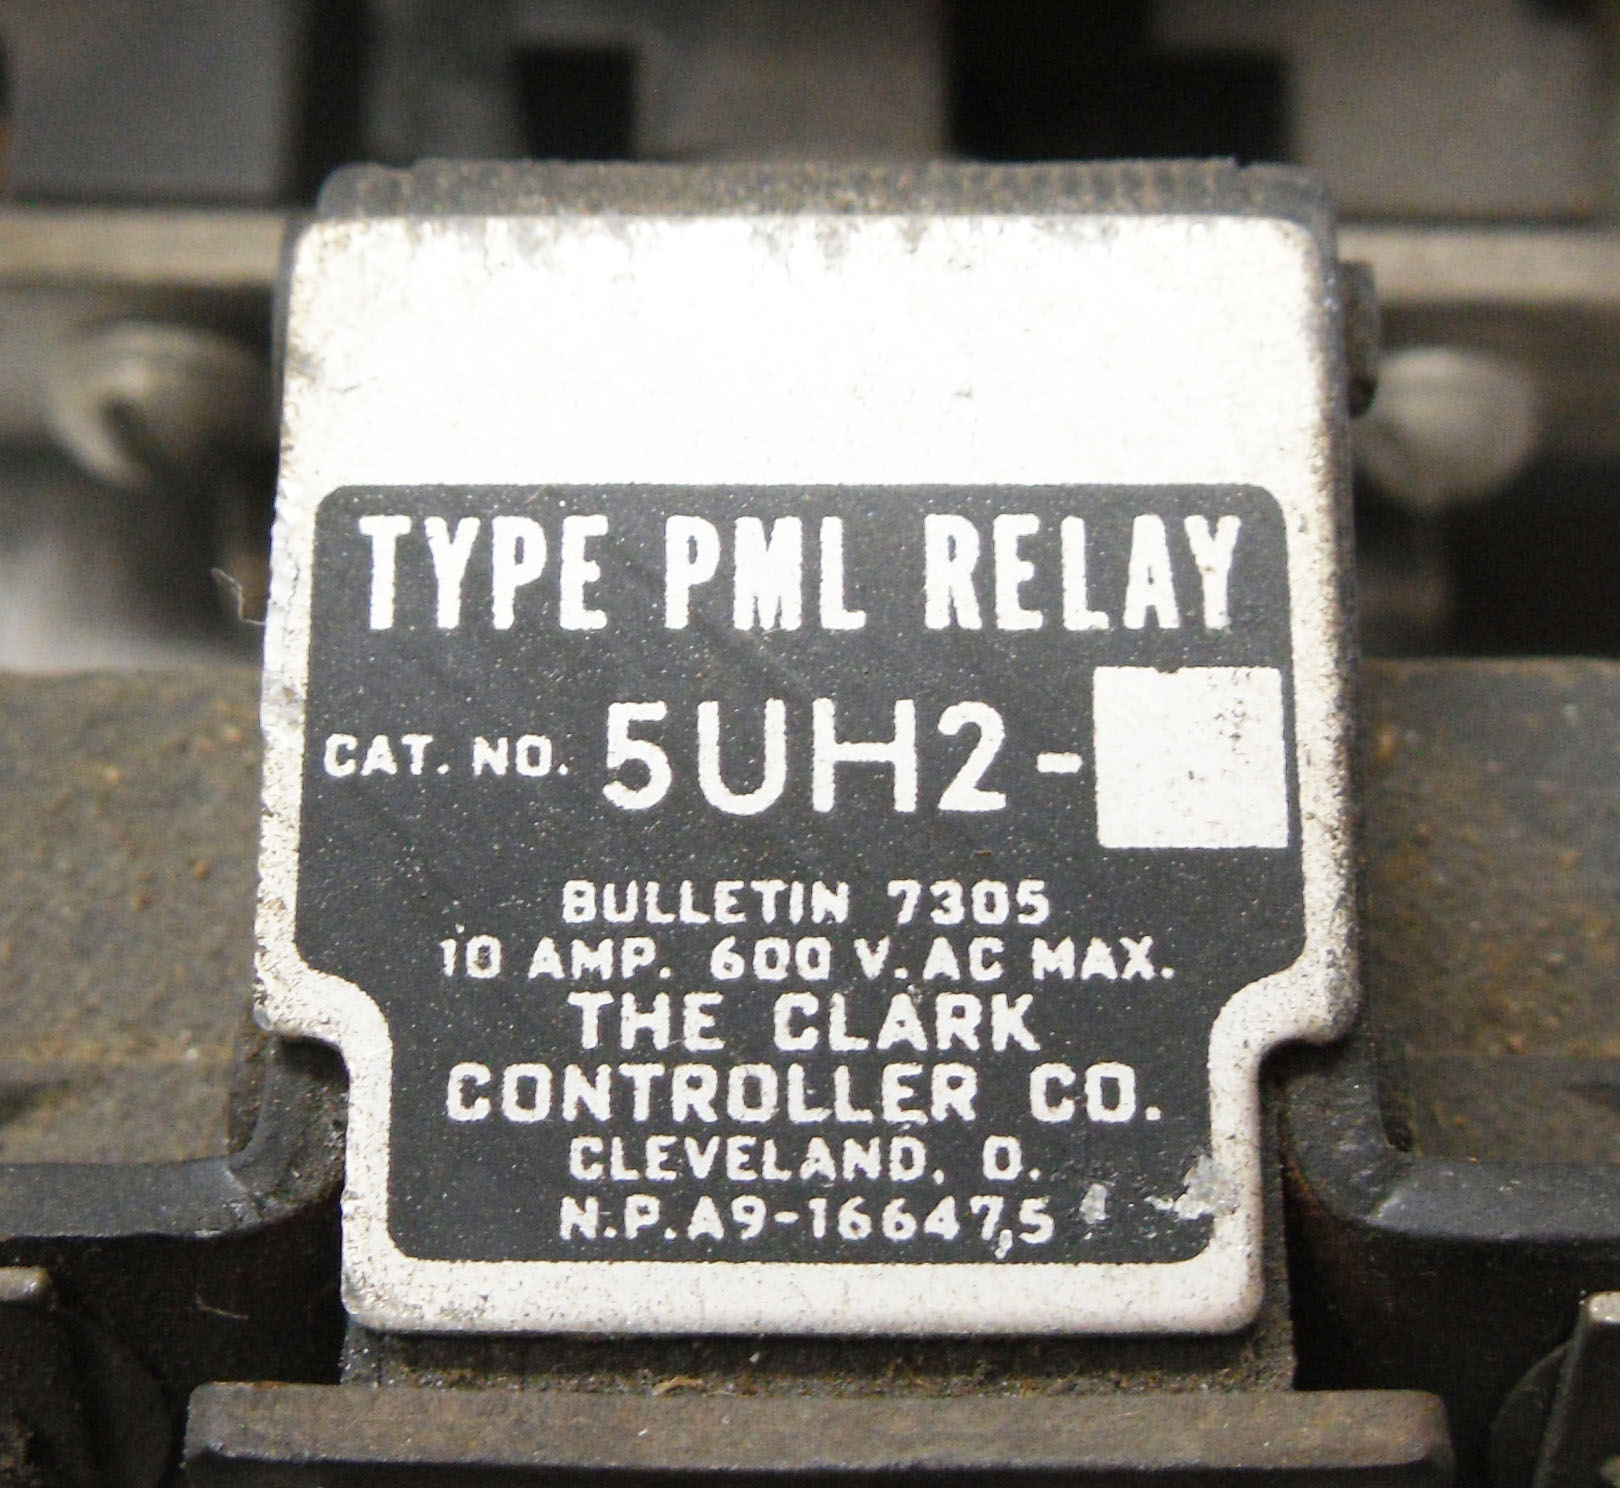 TYPE PML RELAY
CAT. NO. 5UH2-
BULLETIN 7305
10 AMP. 600 V. AC MAX.
THE CLARK
CONTROLLER CO.
CLEVELAND, O.
N.P.A9-16647,5